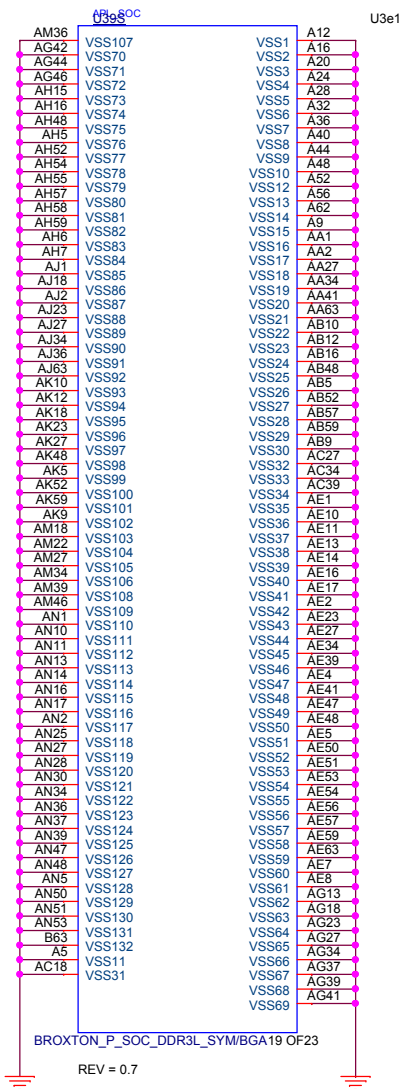 APL_SOC
U39S
U3e1
AM36 VSS107 VSS1 A12
AG42 VSS70 VSS2 A16
AG44 VSS71 VSS3 A20
AG46 VSS72 VSS4 A24
AH15 VSS73 VSS5 A28
AH16 VSS74 VSS6 A32
AH48 VSS75 VSS7 A36
AH5 VSS76 VSS8 A40
AH52 VSS77 VSS9 A44
AH54 VSS78 VSS10 A48
AH55 VSS79 VSS12 A52
AH57 VSS80 VSS13 A56
AH58 VSS81 VSS14 A62
AH59 VSS82 VSS15 A9
AH6 VSS83 VSS16 AA1
AH7 VSS84 VSS17 AA2
AJ1 VSS85 VSS18 AA27
AJ18 VSS86 VSS19 AA34
AJ2 VSS87 VSS20 AA41
AJ23 VSS88 VSS21 AA63
AJ27 VSS89 VSS22 AB10
AJ34 VSS90 VSS23 AB12
AJ36 VSS91 VSS24 AB16
AJ63 VSS92 VSS25 AB48
AK10 VSS93 VSS26 AB5
AK12 VSS94 VSS27 AB52
AK18 VSS95 VSS28 AB57
AK23 VSS96 VSS29 AB59
AK27 VSS97 VSS30 AB9
AK48 VSS98 VSS32 AC27
AK5 VSS99 VSS33 AC34
AK52 VSS100 VSS34 AC39
AK59 VSS101 VSS35 AE1
AK9 VSS102 VSS36 AE10
AM18 VSS103 VSS37 AE11
AM22 VSS104 VSS38 AE13
AM27 VSS105 VSS39 AE14
AM34 VSS106 VSS40 AE16
AM39 VSS108 VSS41 AE17
AM46 VSS109 VSS42 AE2
AN1 VSS110 VSS43 AE23
AN10 VSS111 VSS44 AE27
AN11 VSS112 VSS45 AE34
AN13 VSS113 VSS46 AE39
AN14 VSS114 VSS47 AE4
AN16 VSS115 VSS48 AE41
AN17 VSS116 VSS49 AE47
AN2 VSS117 VSS50 AE48
AN25 VSS118 VSS51 AE5
AN27 VSS119 VSS52 AE50
AN28 VSS120 VSS53 AE51
AN30 VSS121 VSS54 AE53
AN34 VSS122 VSS55 AE54
AN36 VSS123 VSS56 AE56
AN37 VSS124 VSS57 AE57
AN39 VSS125 VSS58 AE59
AN47 VSS126 VSS59 AE63
AN48 VSS127 VSS60 AE7
AN5 VSS128 VSS61 AE8
AN50 VSS129 VSS62 AG13
AN51 VSS130 VSS63 AG18
AN53 VSS131 VSS64 AG23
B63 VSS132 VSS65 AG27
A5 VSS11 VSS66 AG34
AC18 VSS31 VSS67 AG37
VSS68 AG39
VSS69 AG41
BROXTON_P_SOC_DDR3L_SYM/BGA19 OF23
REV = 0.7